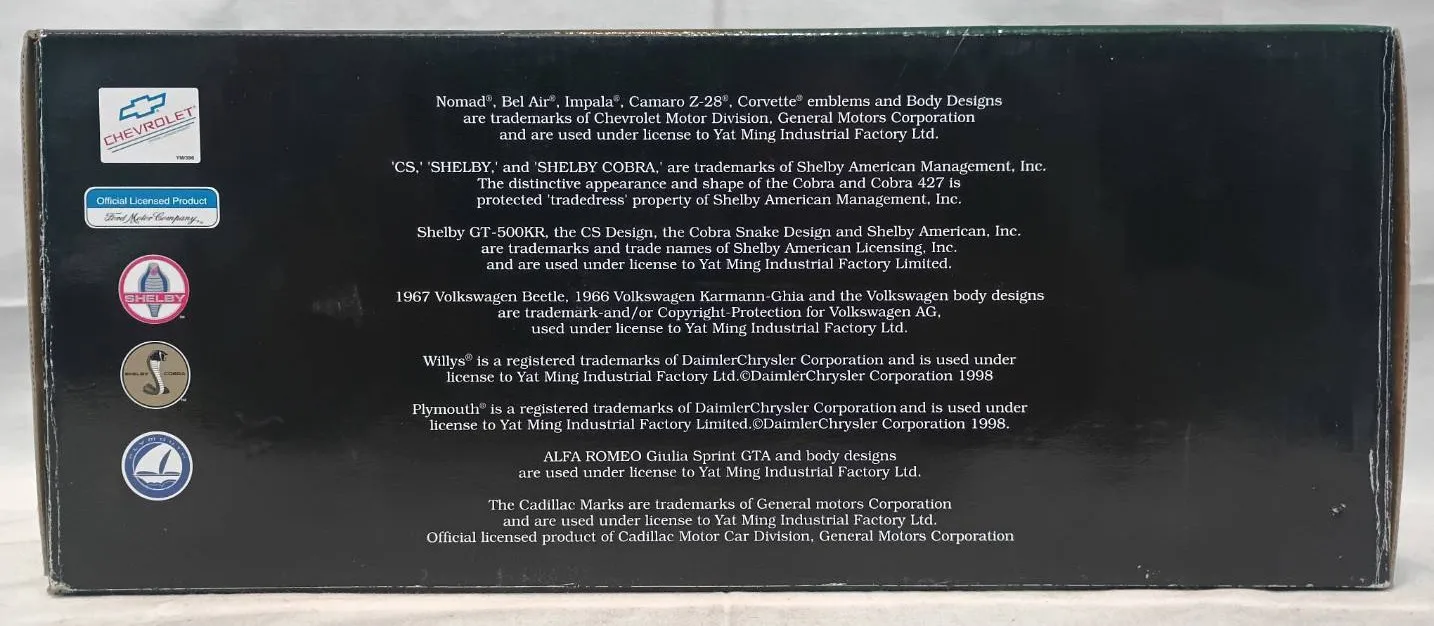 CHEVROLET
YM/396
Official Licensed Product
Ford Motor Company
SHELBY
SHELBY COBRA
PLYMOUTH
Nomad®, Bel Air®, Impala®, Camaro Z-28®, Corvette® emblems and Body Designs
are trademarks of Chevrolet Motor Division, General Motors Corporation
and are used under license to Yat Ming Industrial Factory Ltd.
'CS,' 'SHELBY,' and 'SHELBY COBRA,' are trademarks of Shelby American Management, Inc.
The distinctive appearance and shape of the Cobra and Cobra 427 is
protected 'tradedress' property of Shelby American Management, Inc.
Shelby GT-500KR, the CS Design, the Cobra Snake Design and Shelby American, Inc.
are trademarks and trade names of Shelby American Licensing, Inc.
and are used under license to Yat Ming Industrial Factory Limited.
1967 Volkswagen Beetle, 1966 Volkswagen Karmann-Ghia and the Volkswagen body designs
are trademark-and/or Copyright-Protection for Volkswagen AG,
used under license to Yat Ming Industrial Factory Ltd.
Willys® is a registered trademarks of DaimlerChrysler Corporation and is used under
license to Yat Ming Industrial Factory Ltd.©DaimlerChrysler Corporation 1998
Plymouth® is a registered trademarks of DaimlerChrysler Corporation and is used under
license to Yat Ming Industrial Factory Limited.©DaimlerChrysler Corporation 1998.
ALFA ROMEO Giulia Sprint GTA and body designs
are used under license to Yat Ming Industrial Factory Ltd.
The Cadillac Marks are trademarks of General motors Corporation
and are used under license to Yat Ming Industrial Factory Ltd.
Official licensed product of Cadillac Motor Car Division, General Motors Corporation